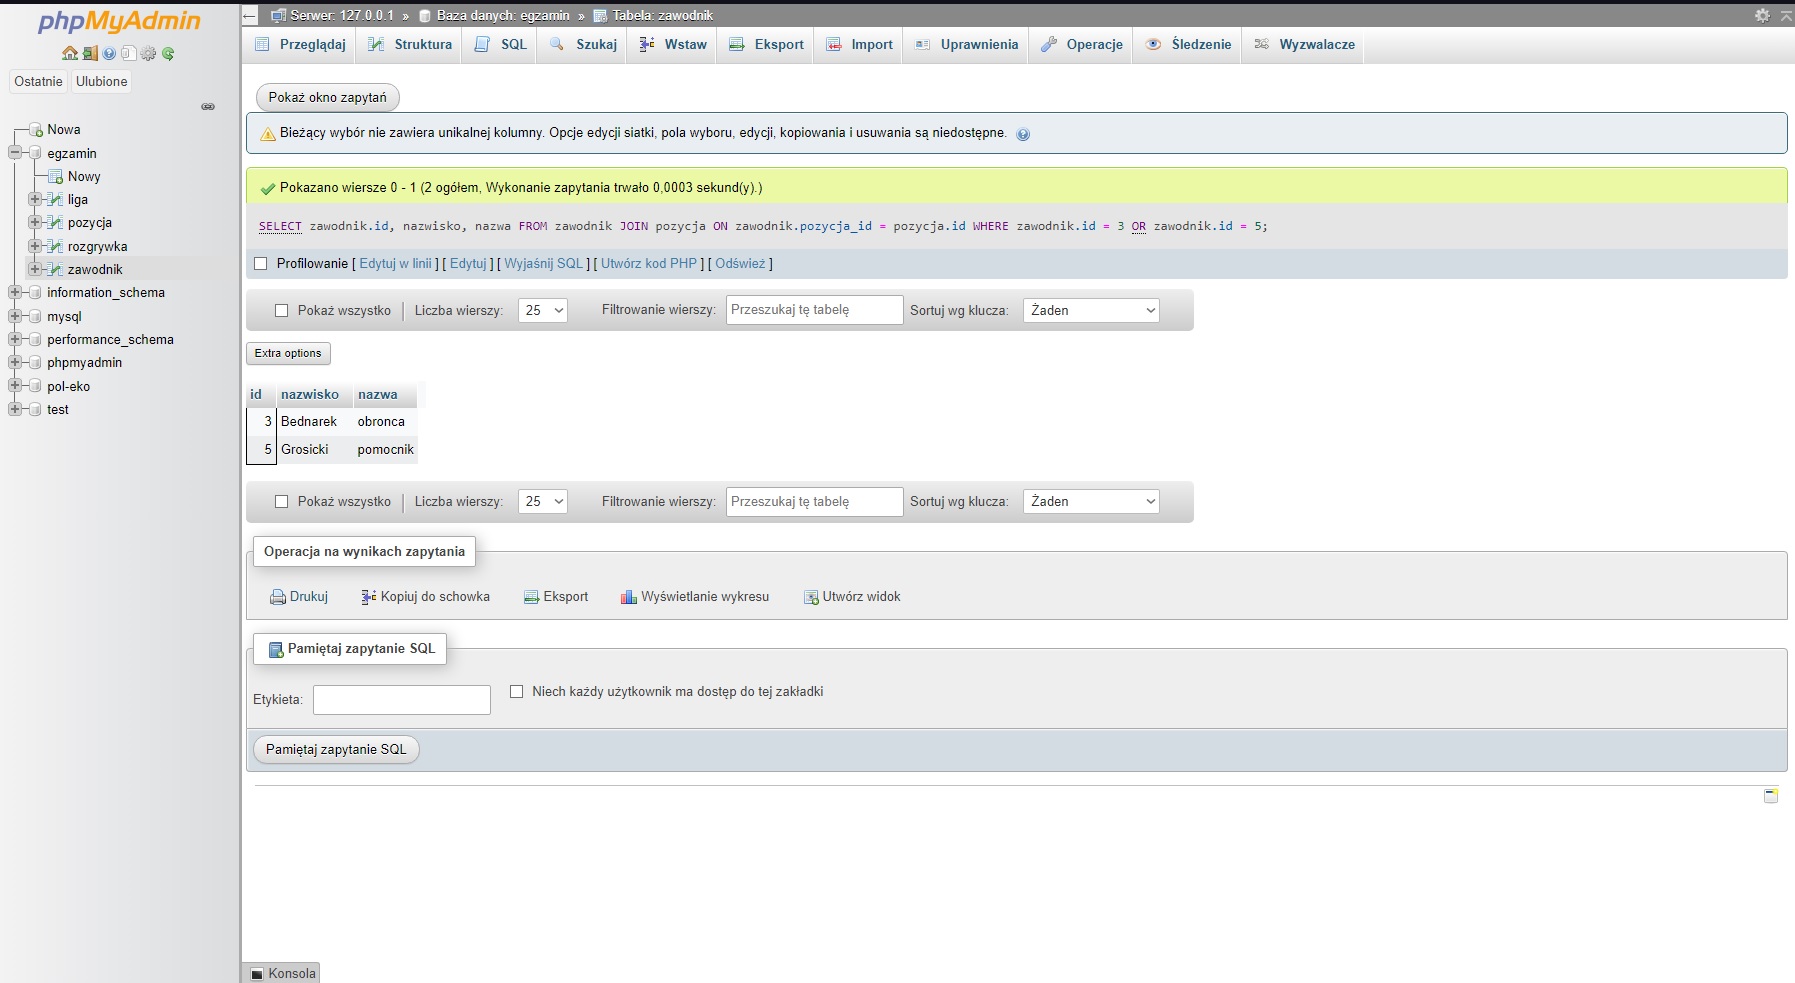 phpMyAdmin
Ostatnie Ulubione
Nowa
egzamin
Nowy
liga
pozycja
rozgrywka
zawodnik
information_schema
mysql
performance_schema
phpmyadmin
pol-eko
test
Serwer: 127.0.0.1 » Baza danych: egzamin » Tabela: zawodnik
Przeglądaj Struktura SQL Szukaj Wstaw Eksport Import Uprawnienia Operacje Śledzenie Wyzwalacze
Pokaż okno zapytań
Bieżący wybór nie zawiera unikalnej kolumny. Opcje edycji siatki, pola wyboru, edycji, kopiowania i usuwania są niedostępne.
Pokazano wiersze 0 - 1 (2 ogółem, Wykonanie zapytania trwało 0,0003 sekund(y).)
SELECT zawodnik.id, nazwisko, nazwa FROM zawodnik JOIN pozycja ON zawodnik.pozycja_id = pozycja.id WHERE zawodnik.id = 3 OR zawodnik.id = 5;
Profilowanie [ Edytuj w linii ] [ Edytuj ] [ Wyjaśnij SQL ] [ Utwórz kod PHP ] [ Odśwież ]
Pokaż wszystko | Liczba wierszy: 25 Filtrowanie wierszy: Przeszukaj tę tabelę Sortuj wg klucza: Żaden
Extra options
id nazwisko nazwa
3 Bednarek obronca
5 Grosicki pomocnik
Pokaż wszystko | Liczba wierszy: 25 Filtrowanie wierszy: Przeszukaj tę tabelę Sortuj wg klucza: Żaden
Operacja na wynikach zapytania
Drukuj Kopiuj do schowka Eksport Wyświetlanie wykresu Utwórz widok
Pamiętaj zapytanie SQL
Etykieta: Niech każdy użytkownik ma dostęp do tej zakładki
Pamiętaj zapytanie SQL
Konsola